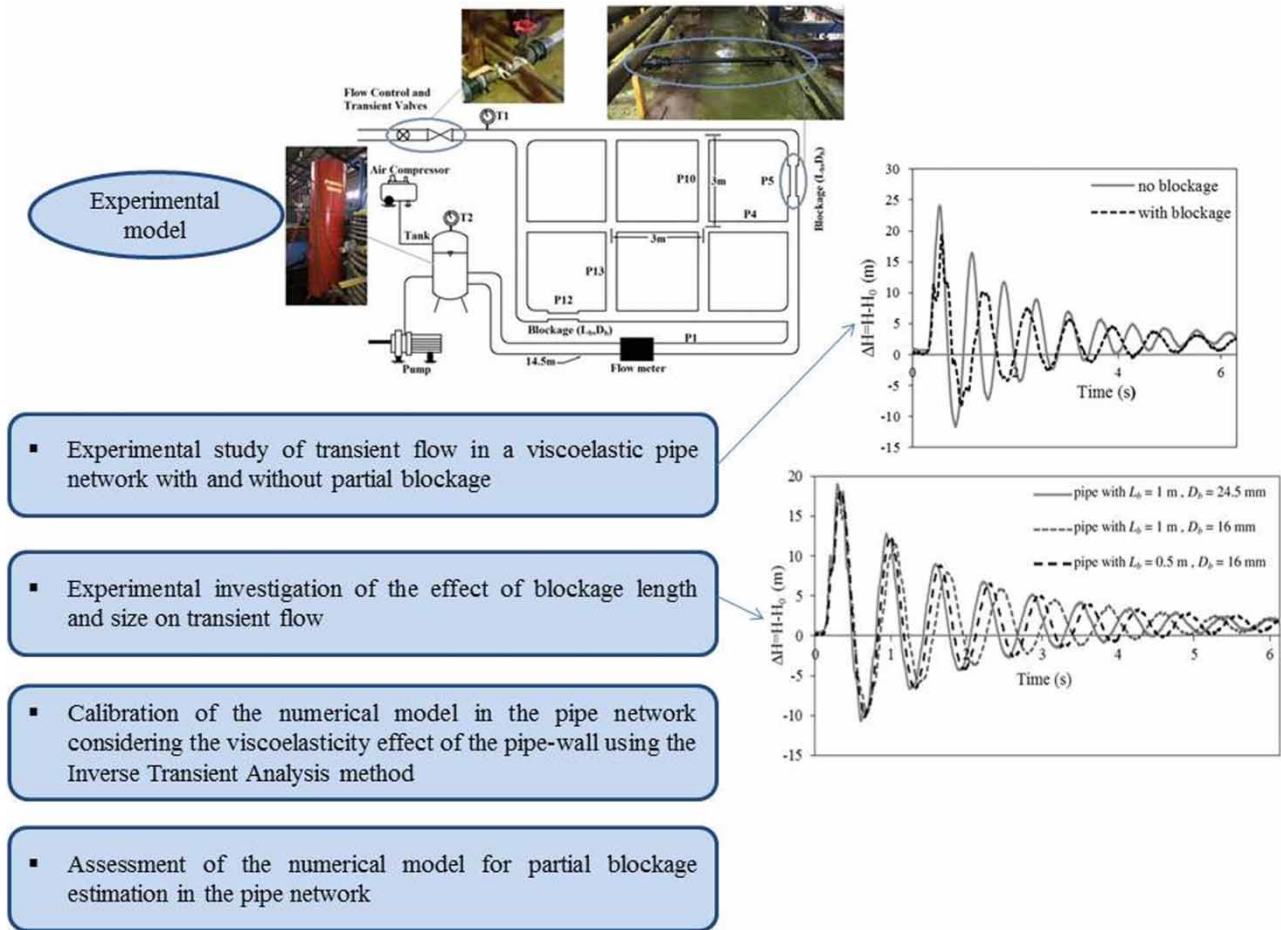 Experimental
model
Flow Control and
Transient Valves
T1
Air Compressor
T2
Tank
P10
3m
P5
P4
Blockage (Lb,Db)
3m
P13
P12
Blockage (Lb,Db)
P1
Pump
14.5m
Flow meter
ΔH=H-H0 (m)
30
25
20
15
10
5
0
-5
-10
-15
0
2
4
6
Time (s)
no blockage
with blockage
▪ Experimental study of transient flow in a viscoelastic pipe
network with and without partial blockage
ΔH=H-H0 (m)
20
15
10
5
0
-5
-10
-15
0
1
2
3
4
5
6
Time (s)
pipe with Lb = 1 m , Db = 24.5 mm
pipe with Lb = 1 m , Db = 16 mm
pipe with Lb = 0.5 m , Db = 16 mm
▪ Experimental investigation of the effect of blockage length
and size on transient flow
▪ Calibration of the numerical model in the pipe network
considering the viscoelasticity effect of the pipe-wall using the
Inverse Transient Analysis method
▪ Assessment of the numerical model for partial blockage
estimation in the pipe network